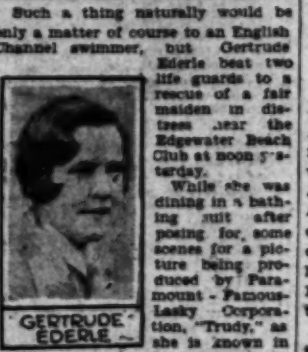 Such a thing naturally would be
only a matter of course to an English
Channel swimmer, but Gertrude
Ederle beat two
life guards to a
rescue of a fair
maiden in dis-
tress near the
Edgewater Beach
Club at noon yes-
terday.
While she was
dining in a bath-
ing suit after
posing for some
scenes for a pic-
ture being pro-
duced by Para-
mount-Famous-
Lasky Corpora-
tion, "Trudy," as
she is known in
GERTRUDE
EDERLE